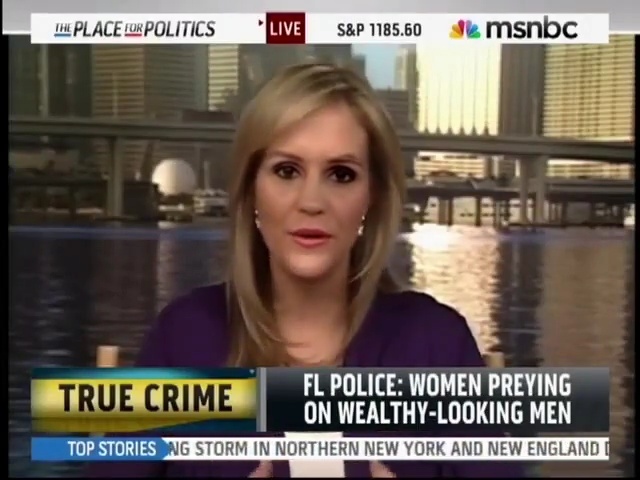 THE PLACE FOR POLITICS
LIVE
S&P 1185.60
msnbc
TRUE CRIME
FL POLICE: WOMEN PREYING
ON WEALTHY-LOOKING MEN
TOP STORIES
NG STORM IN NORTHERN NEW YORK AND NEW ENGLAND